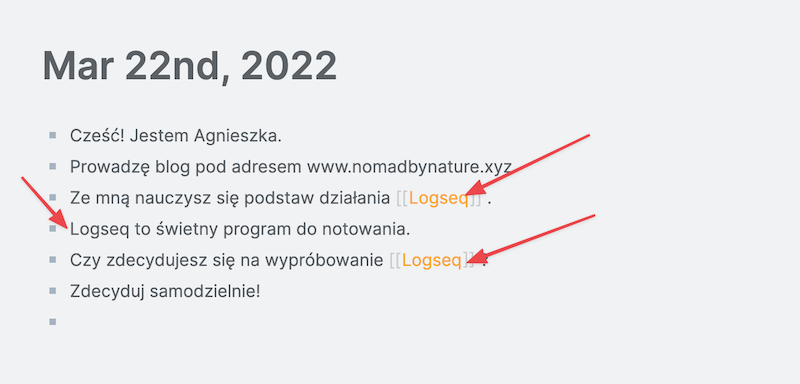 Mar 22nd, 2022
Cześć! Jestem Agnieszka.
Prowadzę blog pod adresem www.nomadbynature.xyz
Ze mną nauczysz się podstaw działania [[Logseq]] .
Logseq to świetny program do notowania.
Czy zdecydujesz się na wypróbowanie [[Logseq]] ?
Zdecyduj samodzielnie!